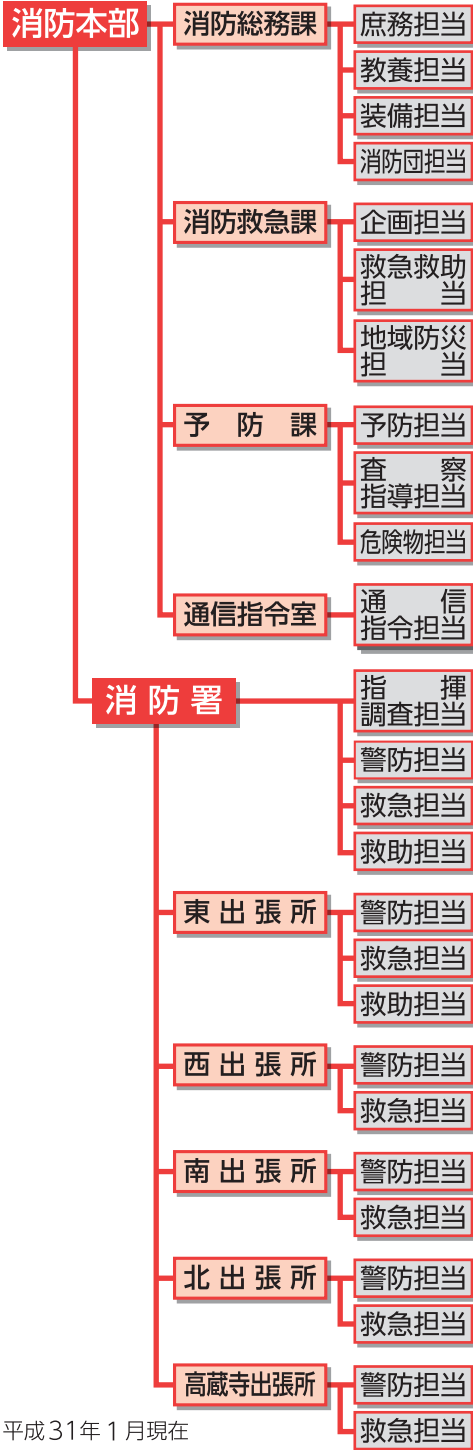 消防本部
消防総務課
庶務担当
教養担当
装備担当
消防団担当
消防救急課
企画担当
救急救助
担　　当
地域防災
担　　当
予　防　課
予防担当
査　　察
指導担当
危険物担当
通信指令室
通　　信
指令担当
消防署
指　　揮
調査担当
警防担当
救急担当
救助担当
東出張所
警防担当
救急担当
救助担当
西出張所
警防担当
救急担当
南出張所
警防担当
救急担当
北出張所
警防担当
救急担当
高蔵寺出張所
警防担当
救急担当
平成31年1月現在